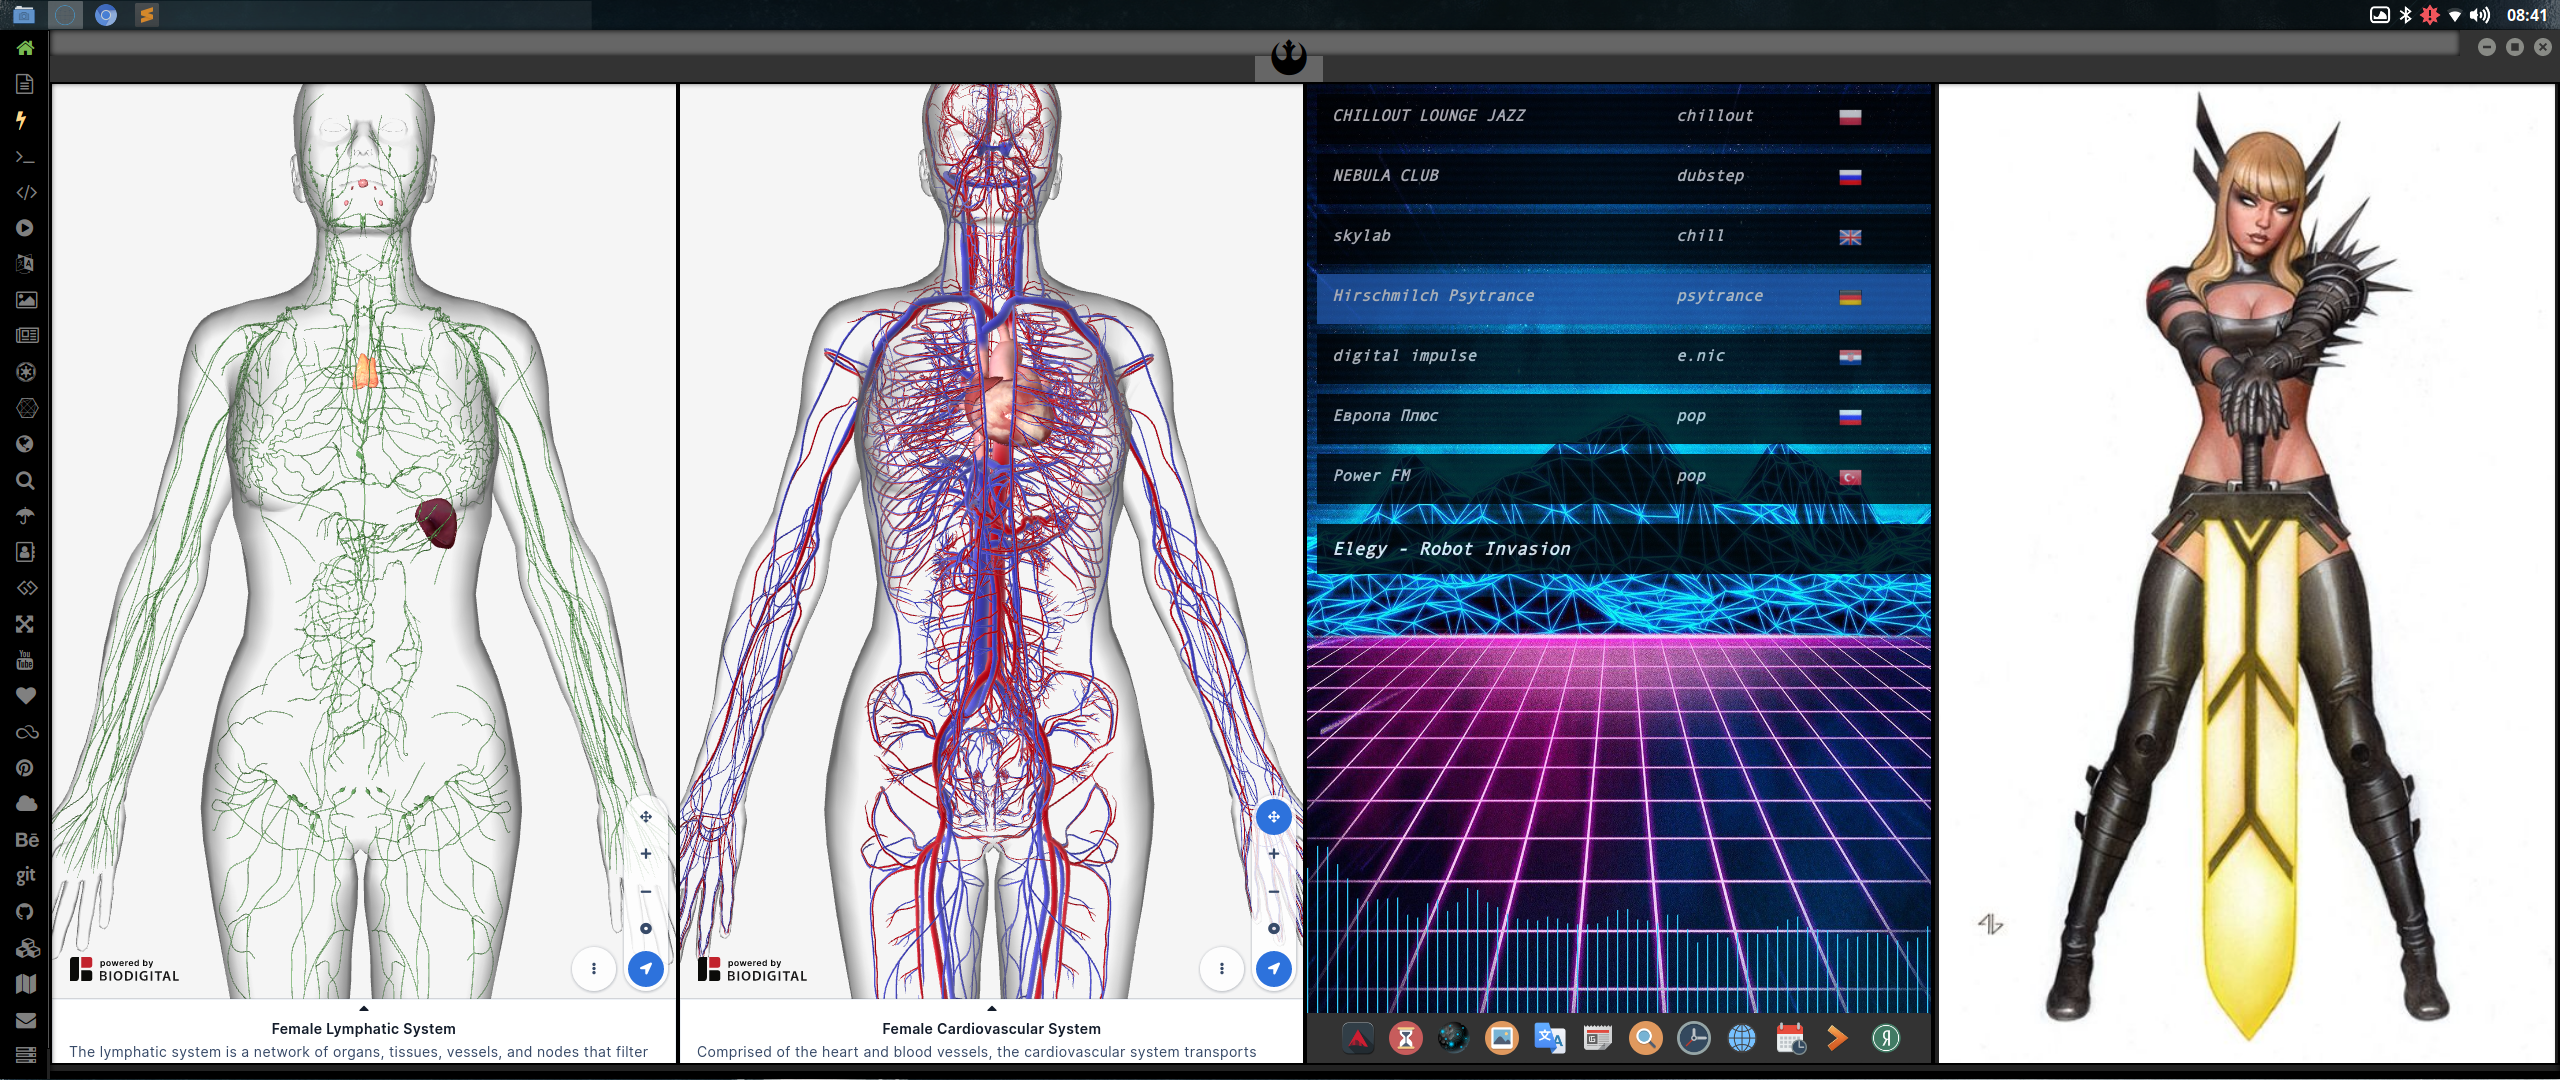 08:41
You
Tube
Bē
git
powered by
BIODIGITAL
Female Lymphatic System
The lymphatic system is a network of organs, tissues, vessels, and nodes that filter
powered by
BIODIGITAL
Female Cardiovascular System
Comprised of the heart and blood vessels, the cardiovascular system transports
CHILLOUT LOUNGE JAZZ chillout
NEBULA CLUB dubstep
skylab chill
Hirschmilch Psytrance psytrance
digital impulse e.nic
Европа Плюс pop
Power FM pop
Elegy - Robot Invasion
Я